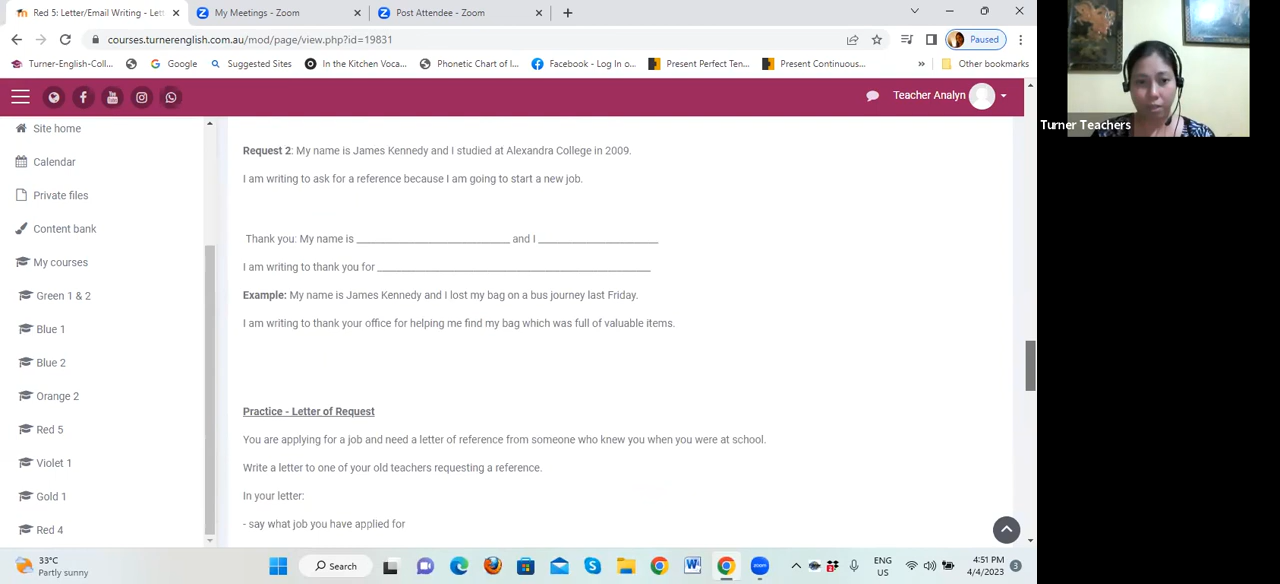 Red 5: Letter/Email Writing - Lett
My Meetings - Zoom
Post Attendee - Zoom
courses.turnerenglish.com.au/mod/page/view.php?id=19831
Paused
Turner-English-Coll...
Google
Suggested Sites
In the Kitchen Voca...
Phonetic Chart of I...
Facebook - Log In o...
Present Perfect Ten...
Present Continuous...
»
Other bookmarks
Teacher Analyn
Turner Teachers
Site home
Calendar
Private files
Content bank
My courses
Green 1 & 2
Blue 1
Blue 2
Orange 2
Red 5
Violet 1
Gold 1
Red 4
Request 2: My name is James Kennedy and I studied at Alexandra College in 2009.
I am writing to ask for a reference because I am going to start a new job.
Thank you: My name is __________________________ and I ____________________
I am writing to thank you for ______________________________________________
Example: My name is James Kennedy and I lost my bag on a bus journey last Friday.
I am writing to thank your office for helping me find my bag which was full of valuable items.
Practice - Letter of Request
You are applying for a job and need a letter of reference from someone who knew you when you were at school.
Write a letter to one of your old teachers requesting a reference.
In your letter:
- say what job you have applied for
33°C
Partly sunny
Search
zoom
ENG
US
4:51 PM
4/4/2023
3